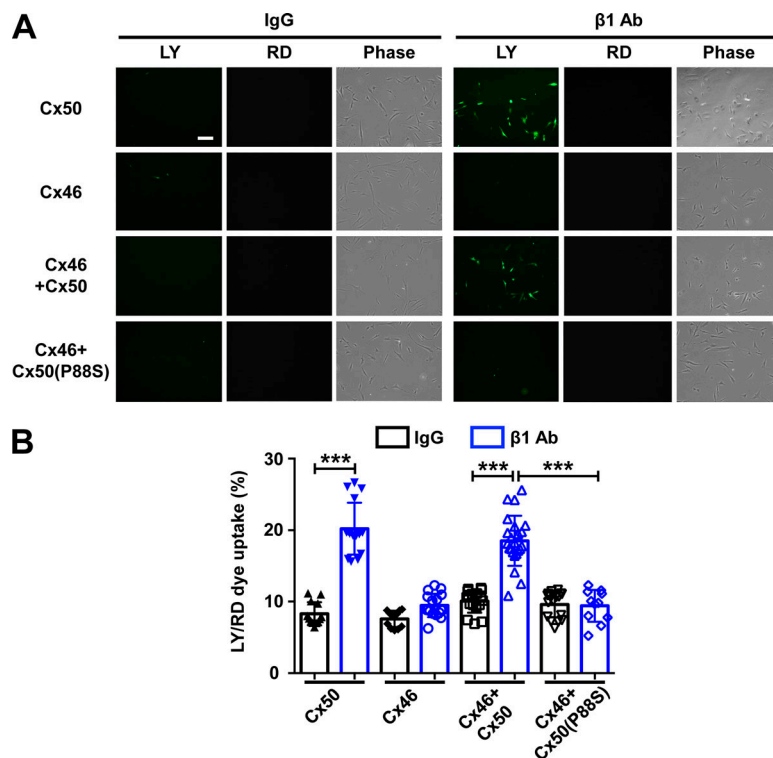 A
IgG
β1 Ab
LY
RD
Phase
LY
RD
Phase
Cx50
Cx46
Cx46
+Cx50
Cx46+
Cx50(P88S)
B
IgG
β1 Ab
LY/RD dye uptake (%)
30
20
10
0
***
***
***
Cx50
Cx46
Cx46+
Cx50
Cx46+
Cx50(P88S)